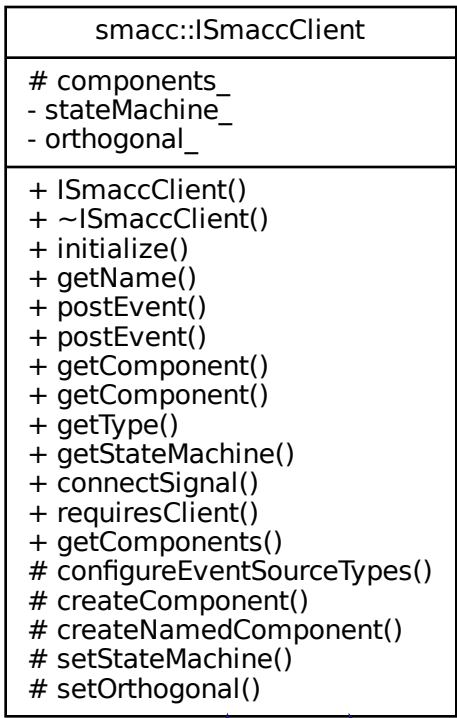 smacc::ISmaccClient
# components_
- stateMachine_
- orthogonal_
+ ISmaccClient()
+ ~ISmaccClient()
+ initialize()
+ getName()
+ postEvent()
+ postEvent()
+ getComponent()
+ getComponent()
+ getType()
+ getStateMachine()
+ connectSignal()
+ requiresClient()
+ getComponents()
# configureEventSourceTypes()
# createComponent()
# createNamedComponent()
# setStateMachine()
# setOrthogonal()